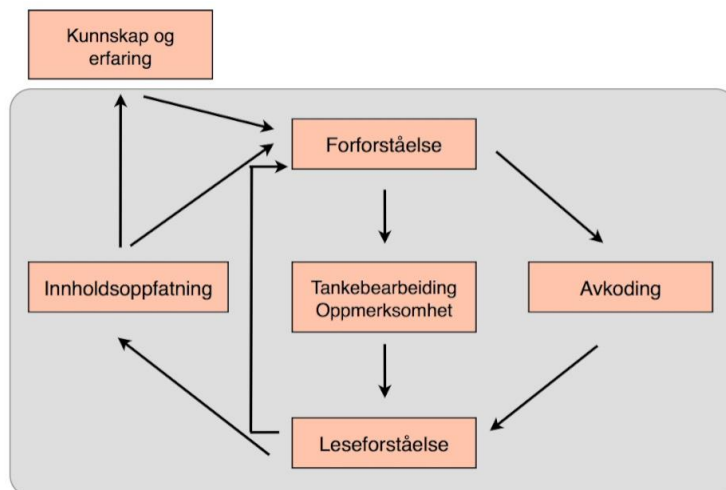 Kunnskap og
erfaring
Forforståelse
Innholdsoppfatning
Tankebearbeiding
Oppmerksomhet
Avkoding
Leseforståelse